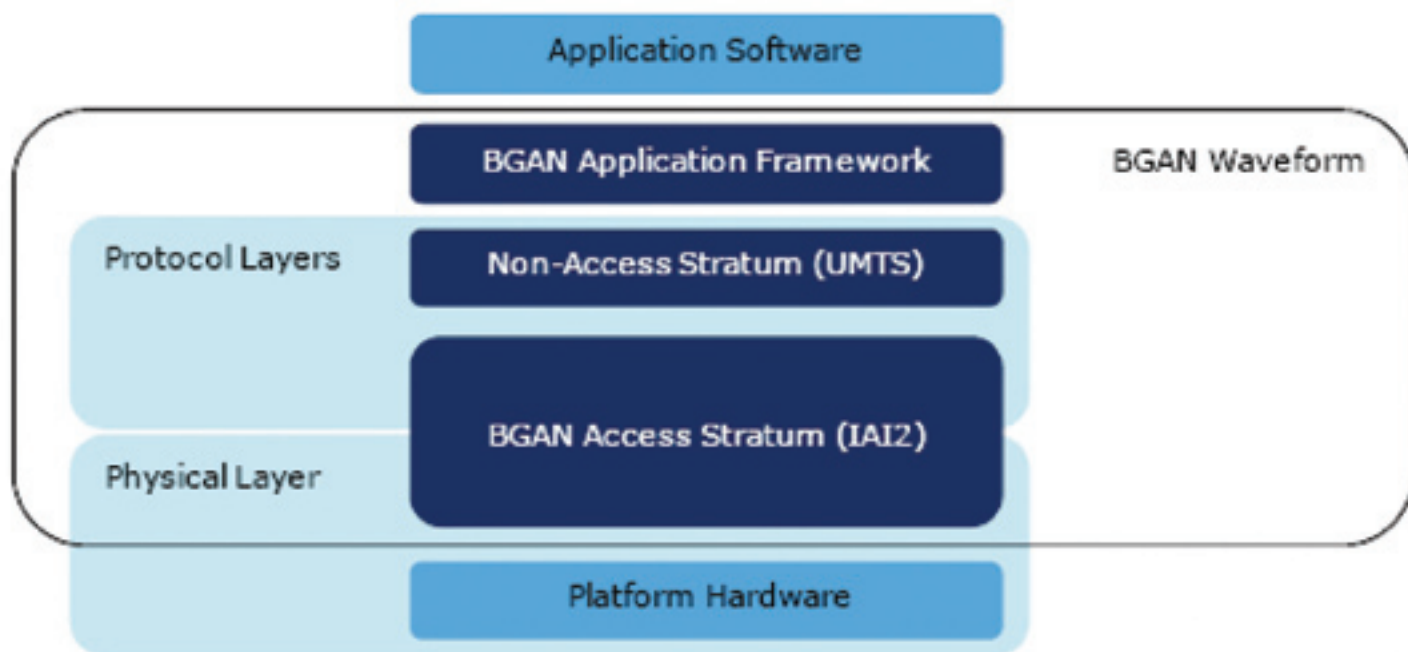 Application Software
BGAN Application Framework
BGAN Waveform
Protocol Layers
Non-Access Stratum (UMTS)
BGAN Access Stratum (IAI2)
Physical Layer
Platform Hardware